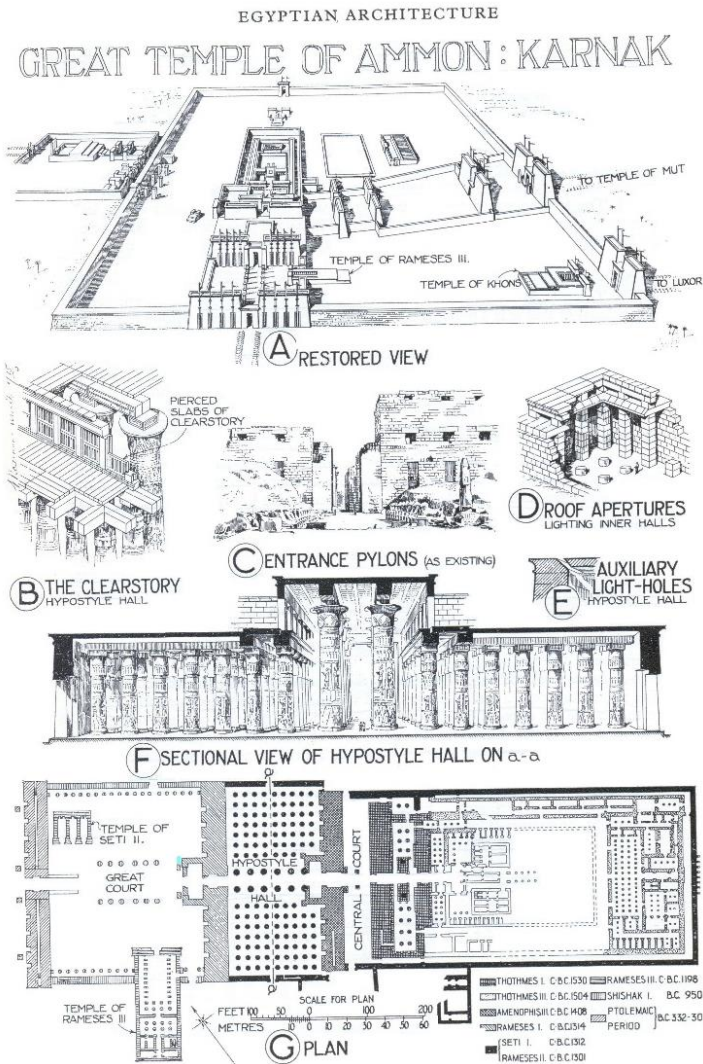 EGYPTIAN ARCHITECTURE
GREAT TEMPLE OF AMMON : KARNAK
TO TEMPLE OF MUT
TEMPLE OF RAMESES III.
TEMPLE OF KHONS
TO LUXOR
A RESTORED VIEW
PIERCED
SLABS OF
CLEARSTORY
B THE CLEARSTORY
HYPOSTYLE HALL
C ENTRANCE PYLONS (AS EXISTING)
D ROOF APERTURES
LIGHTING INNER HALLS
E AUXILIARY
LIGHT-HOLES
HYPOSTYLE HALL
F SECTIONAL VIEW OF HYPOSTYLE HALL ON a-a
TEMPLE OF
SETI II.
GREAT
COURT
HYPOSTYLE
HALL
CENTRAL COURT
TEMPLE OF
RAMESES III
SCALE FOR PLAN
FEET 100 50 0 100 200
METRES 10 0 10 20 30 40 50 60
G PLAN
THOTHMES I. C·B.C.1530
THOTHMES III. C·B.C.1504
AMENOPHIS III C·B.C.1408
RAMESES I. C·B.C.1314
SETI I. C·B.C.1312
RAMESES II. C·B.C.1301
RAMESES III. C·B.C.1198
SHISHAK I. B.C. 950
PTOLEMAIC
PERIOD B.C.332-30